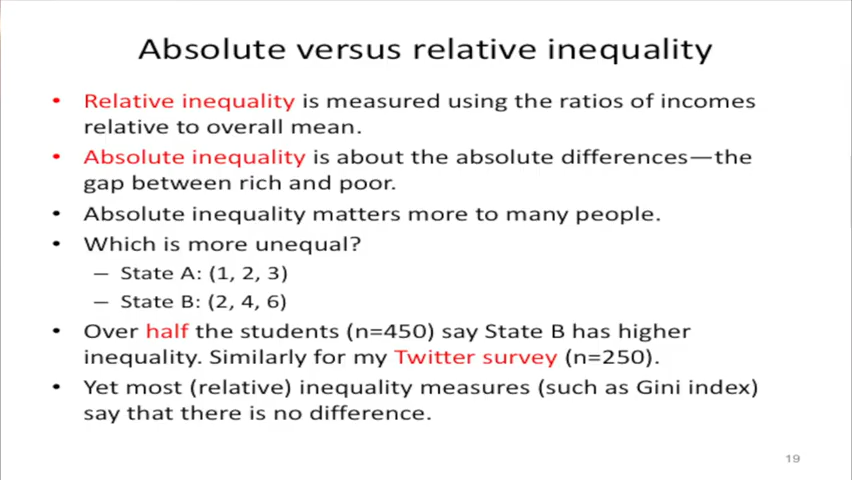 Absolute versus relative inequality
• Relative inequality is measured using the ratios of incomes
relative to overall mean.
• Absolute inequality is about the absolute differences—the
gap between rich and poor.
• Absolute inequality matters more to many people.
• Which is more unequal?
– State A: (1, 2, 3)
– State B: (2, 4, 6)
• Over half the students (n=450) say State B has higher
inequality. Similarly for my Twitter survey (n=250).
• Yet most (relative) inequality measures (such as Gini index)
say that there is no difference.
19